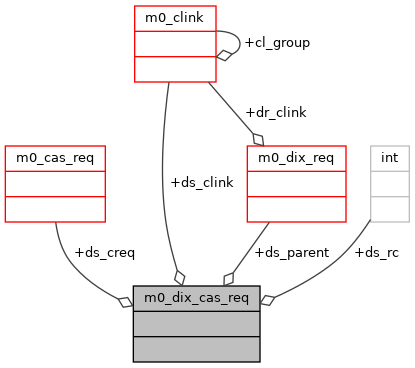 m0_clink
+cl_group
+dr_clink
m0_cas_req
m0_dix_req
int
+ds_clink
+ds_creq
+ds_parent
+ds_rc
m0_dix_cas_req